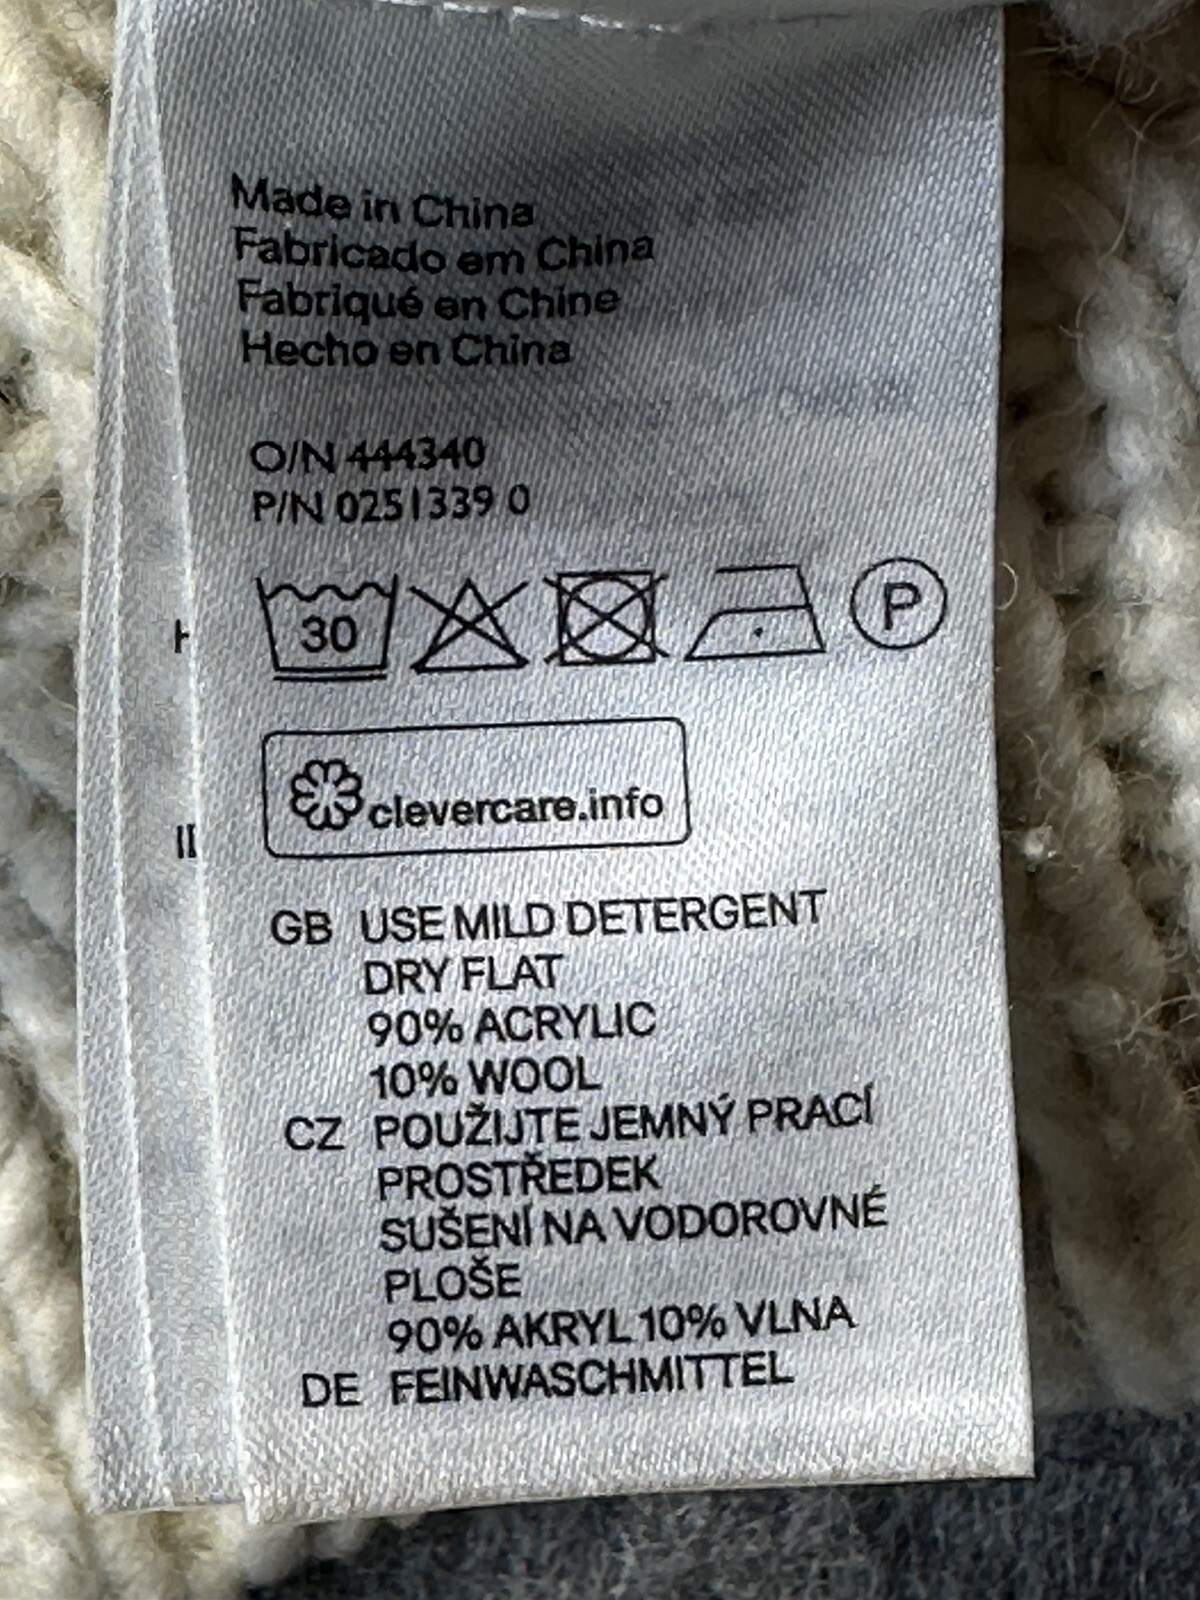 Made in China
Fabricado em China
Fabriqué en Chine
Hecho en China
O/N 444340
P/N 0251339 0
30 P
clevercare.info
GB USE MILD DETERGENT
DRY FLAT
90% ACRYLIC
10% WOOL
CZ POUŽIJTE JEMNÝ PRACÍ
PROSTŘEDEK
SUŠENÍ NA VODOROVNÉ
PLOŠE
90% AKRYL 10% VLNA
DE FEINWASCHMITTEL